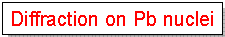 Diffraction on Pb nuclei